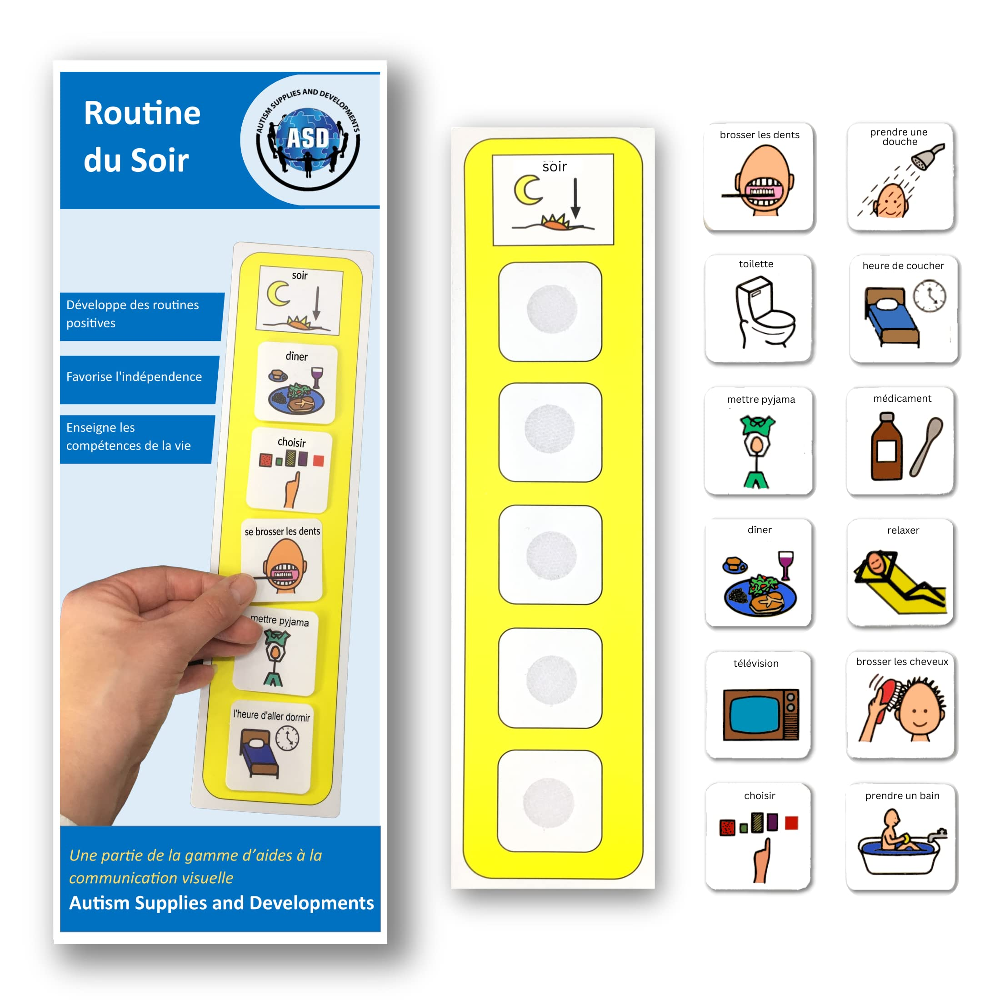 Routine
du Soir
AUTISM SUPPLIES AND DEVELOPMENTS
ASD
Développe des routines
positives
Favorise l'indépendence
Enseigne les
compétences de la vie
soir
dîner
choisir
se brosser les dents
mettre pyjama
l'heure d'aller dormir
Une partie de la gamme d’aides à la
communication visuelle
Autism Supplies and Developments
soir
brosser les dents
prendre une
douche
toilette
heure de coucher
mettre pyjama
médicament
dîner
relaxer
télévision
brosser les cheveux
choisir
prendre un bain